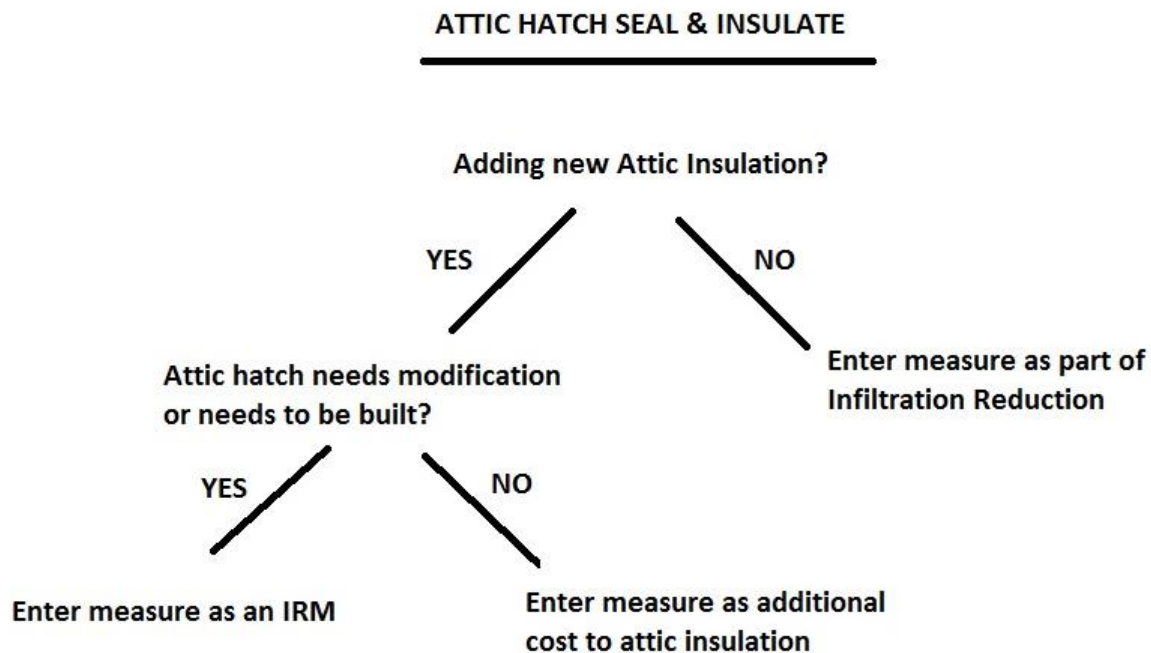 ATTIC HATCH SEAL & INSULATE
Adding new Attic Insulation?
YES
NO
Attic hatch needs modification
or needs to be built?
Enter measure as part of
Infiltration Reduction
YES
NO
Enter measure as an IRM
Enter measure as additional
cost to attic insulation